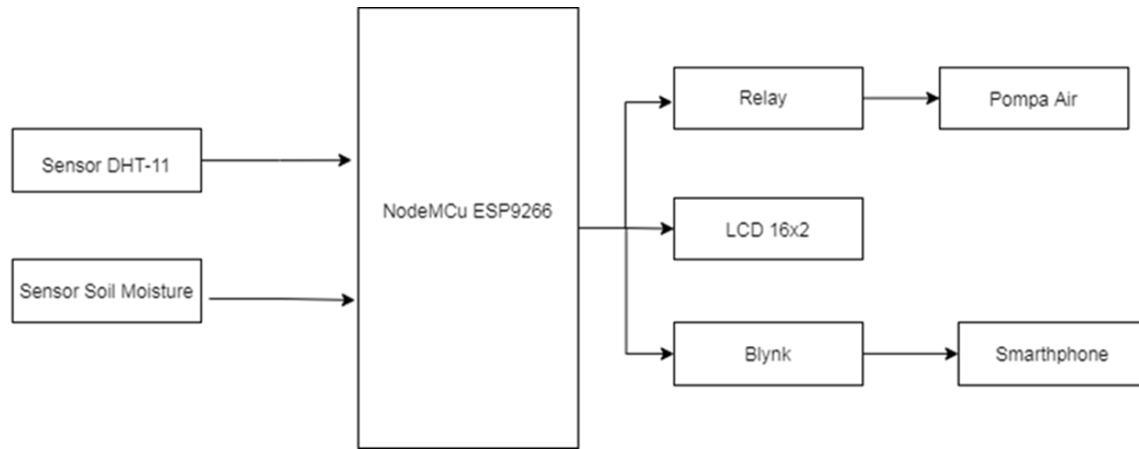 Sensor DHT-11
Sensor Soil Moisture
NodeMCu ESP9266
Relay
Pompa Air
LCD 16x2
Blynk
Smarthphone